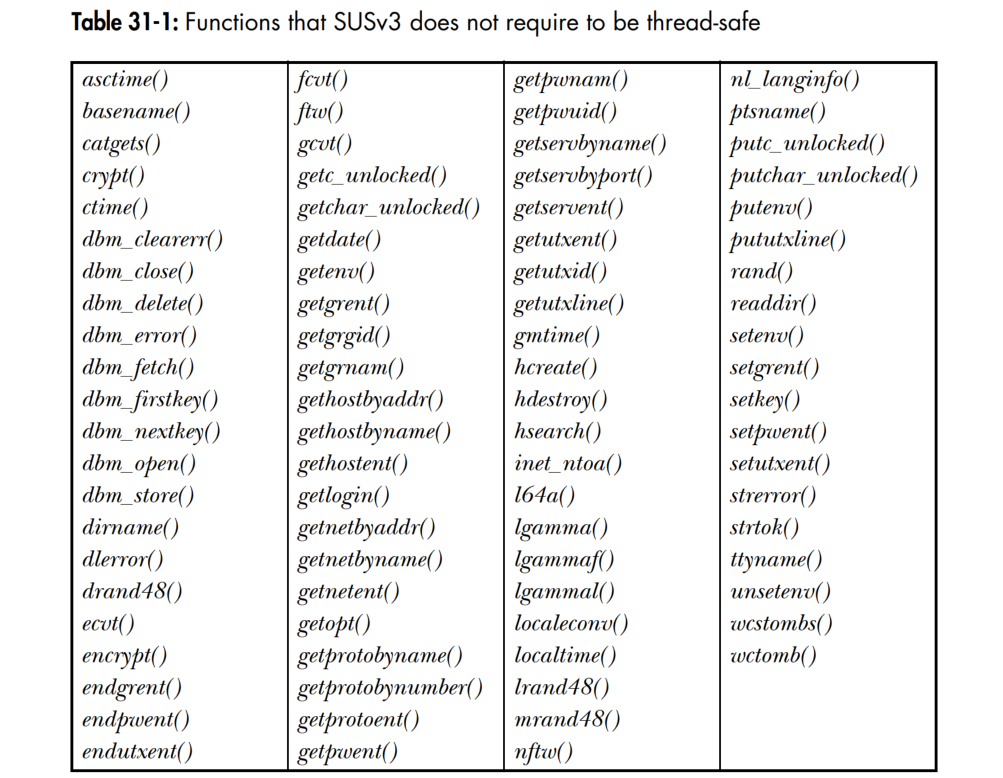 Table 31-1: Functions that SUSv3 does not require to be thread-safe
asctime()
basename()
catgets()
crypt()
ctime()
dbm_clearerr()
dbm_close()
dbm_delete()
dbm_error()
dbm_fetch()
dbm_firstkey()
dbm_nextkey()
dbm_open()
dbm_store()
dirname()
dlerror()
drand48()
ecvt()
encrypt()
endgrent()
endpwent()
endutxent()
fcvt()
ftw()
gcvt()
getc_unlocked()
getchar_unlocked()
getdate()
getenv()
getgrent()
getgrgid()
getgrnam()
gethostbyaddr()
gethostbyname()
gethostent()
getlogin()
getnetbyaddr()
getnetbyname()
getnetent()
getopt()
getprotobyname()
getprotobynumber()
getprotoent()
getpwent()
getpwnam()
getpwuid()
getservbyname()
getservbyport()
getservent()
getutxent()
getutxid()
getutxline()
gmtime()
hcreate()
hdestroy()
hsearch()
inet_ntoa()
l64a()
lgamma()
lgammaf()
lgammal()
localeconv()
localtime()
lrand48()
mrand48()
nftw()
nl_langinfo()
ptsname()
putc_unlocked()
putchar_unlocked()
putenv()
pututxline()
rand()
readdir()
setenv()
setgrent()
setkey()
setpwent()
setutxent()
strerror()
strtok()
ttyname()
unsetenv()
wcstombs()
wctomb()